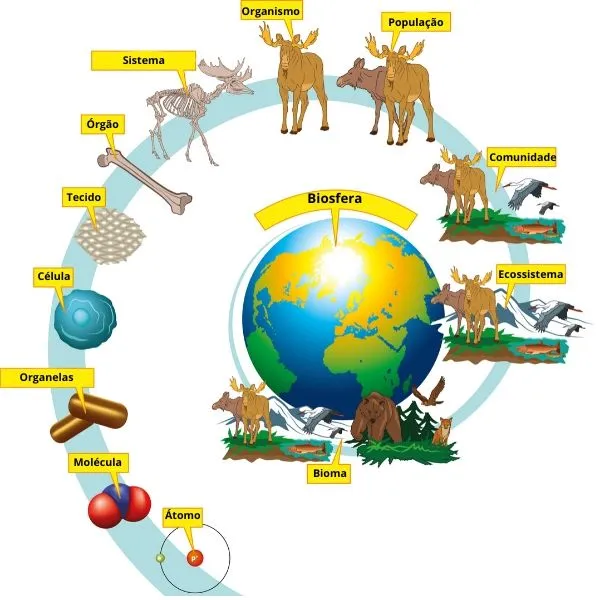 Organismo
População
Sistema
Órgão
Comunidade
Tecido
Biosfera
Célula
Ecossistema
Organelas
Molécula
Bioma
Átomo